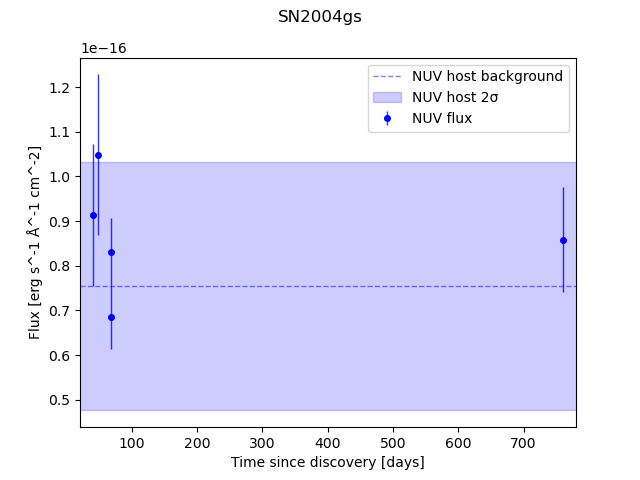 SN2004gs
1e−16
NUV host background
NUV host 2σ
NUV flux
1.2
1.1
1.0
0.9
0.8
0.7
0.6
0.5
Flux [erg s^-1 Å^-1 cm^-2]
100 200 300 400 500 600 700
Time since discovery [days]